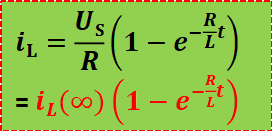 i_L = U_S/R (1 − e^{−(R/L)t})
= i_L(∞) (1 − e^{−(R/L)t})